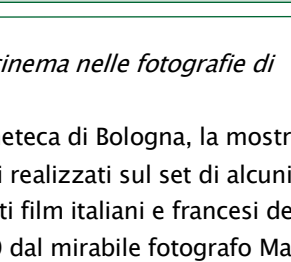 cinema nelle fotografie di
neteca di Bologna, la mostr
i realizzati sul set di alcuni
ti film italiani e francesi de
0 dal mirabile fotografo Ma